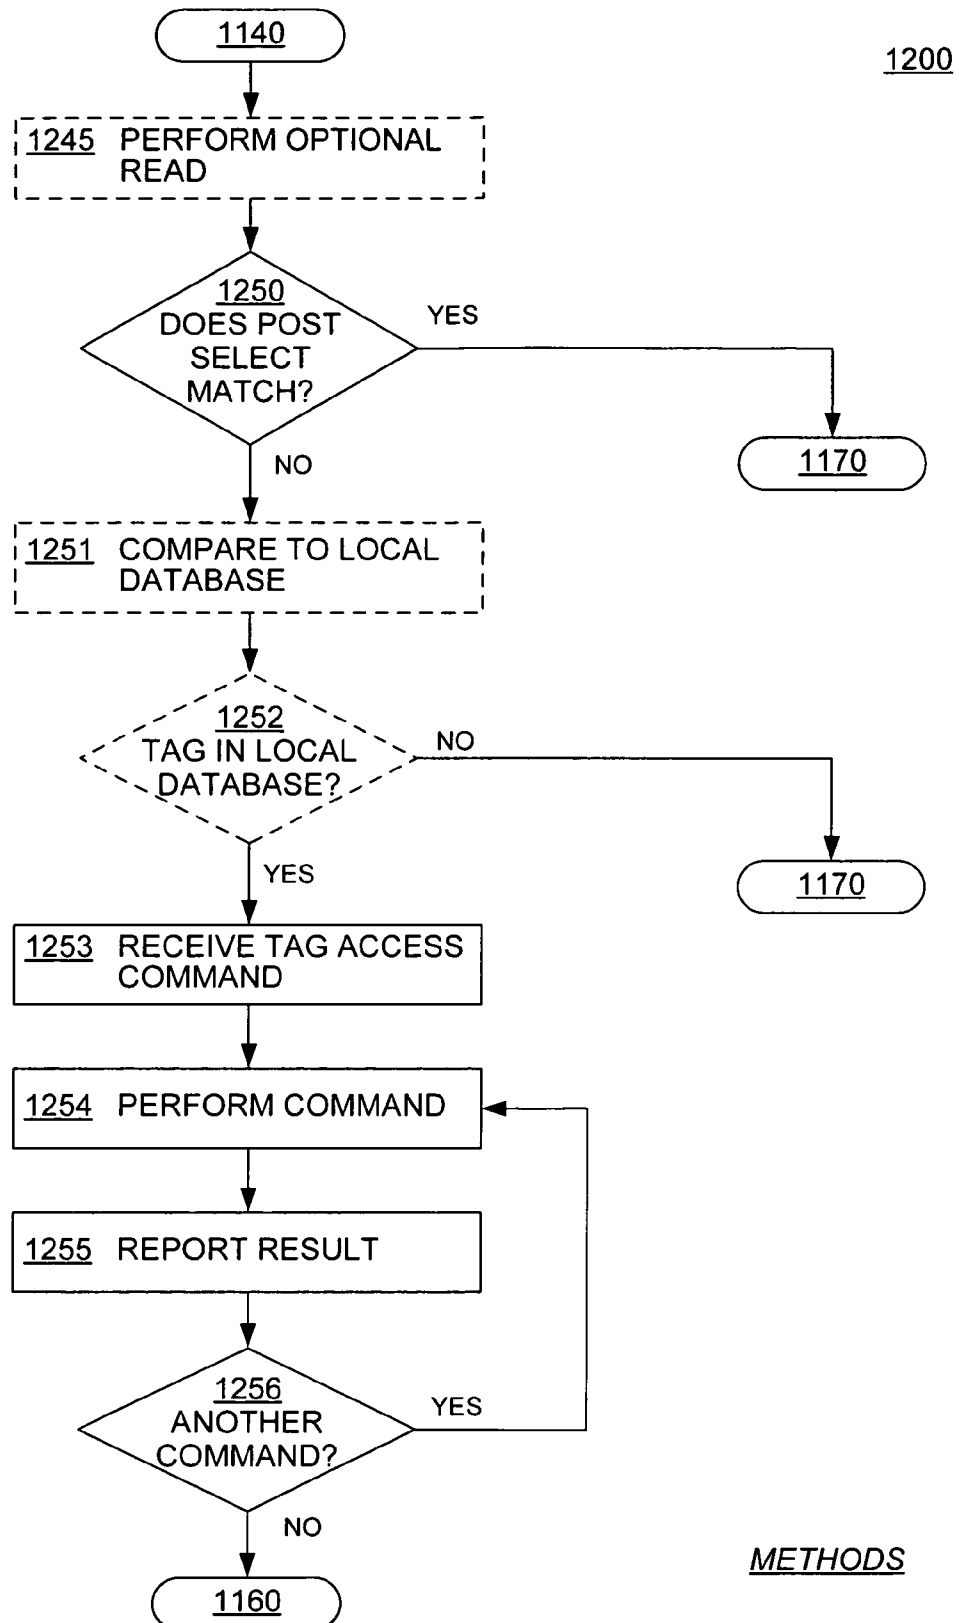 1140
1200
1245 PERFORM OPTIONAL
READ
1250
DOES POST
SELECT
MATCH?
YES
1170
NO
1251 COMPARE TO LOCAL
DATABASE
1252
TAG IN LOCAL
DATABASE?
NO
1170
YES
1253 RECEIVE TAG ACCESS
COMMAND
1254 PERFORM COMMAND
1255 REPORT RESULT
1256
ANOTHER
COMMAND?
YES
NO
METHODS
1160